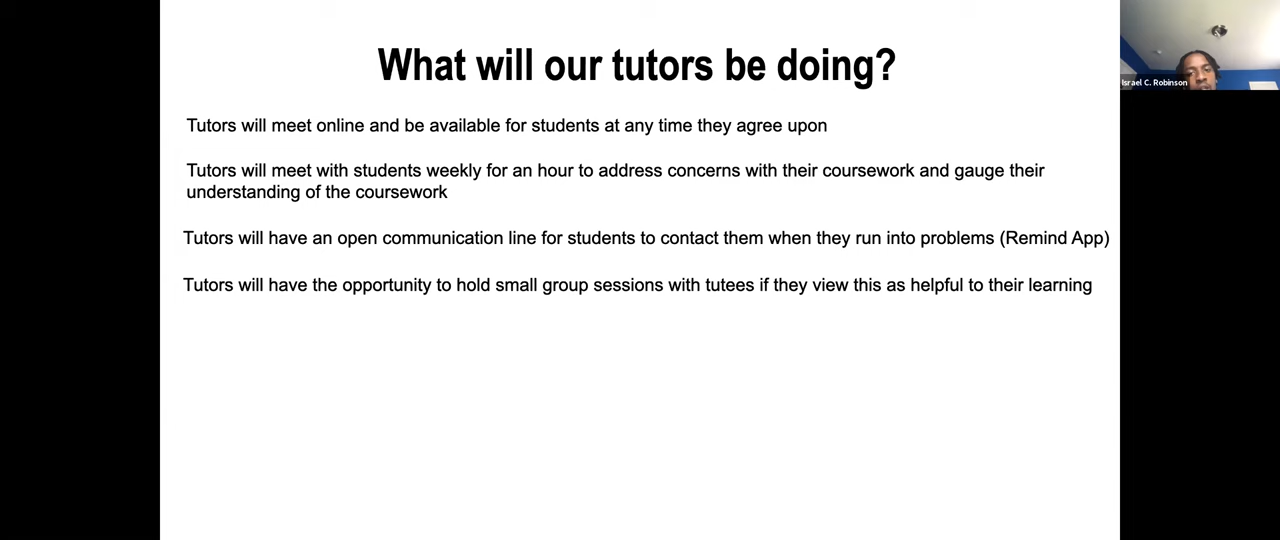 What will our tutors be doing?
Israel C. Robinson
Tutors will meet online and be available for students at any time they agree upon
Tutors will meet with students weekly for an hour to address concerns with their coursework and gauge their
understanding of the coursework
Tutors will have an open communication line for students to contact them when they run into problems (Remind App)
Tutors will have the opportunity to hold small group sessions with tutees if they view this as helpful to their learning